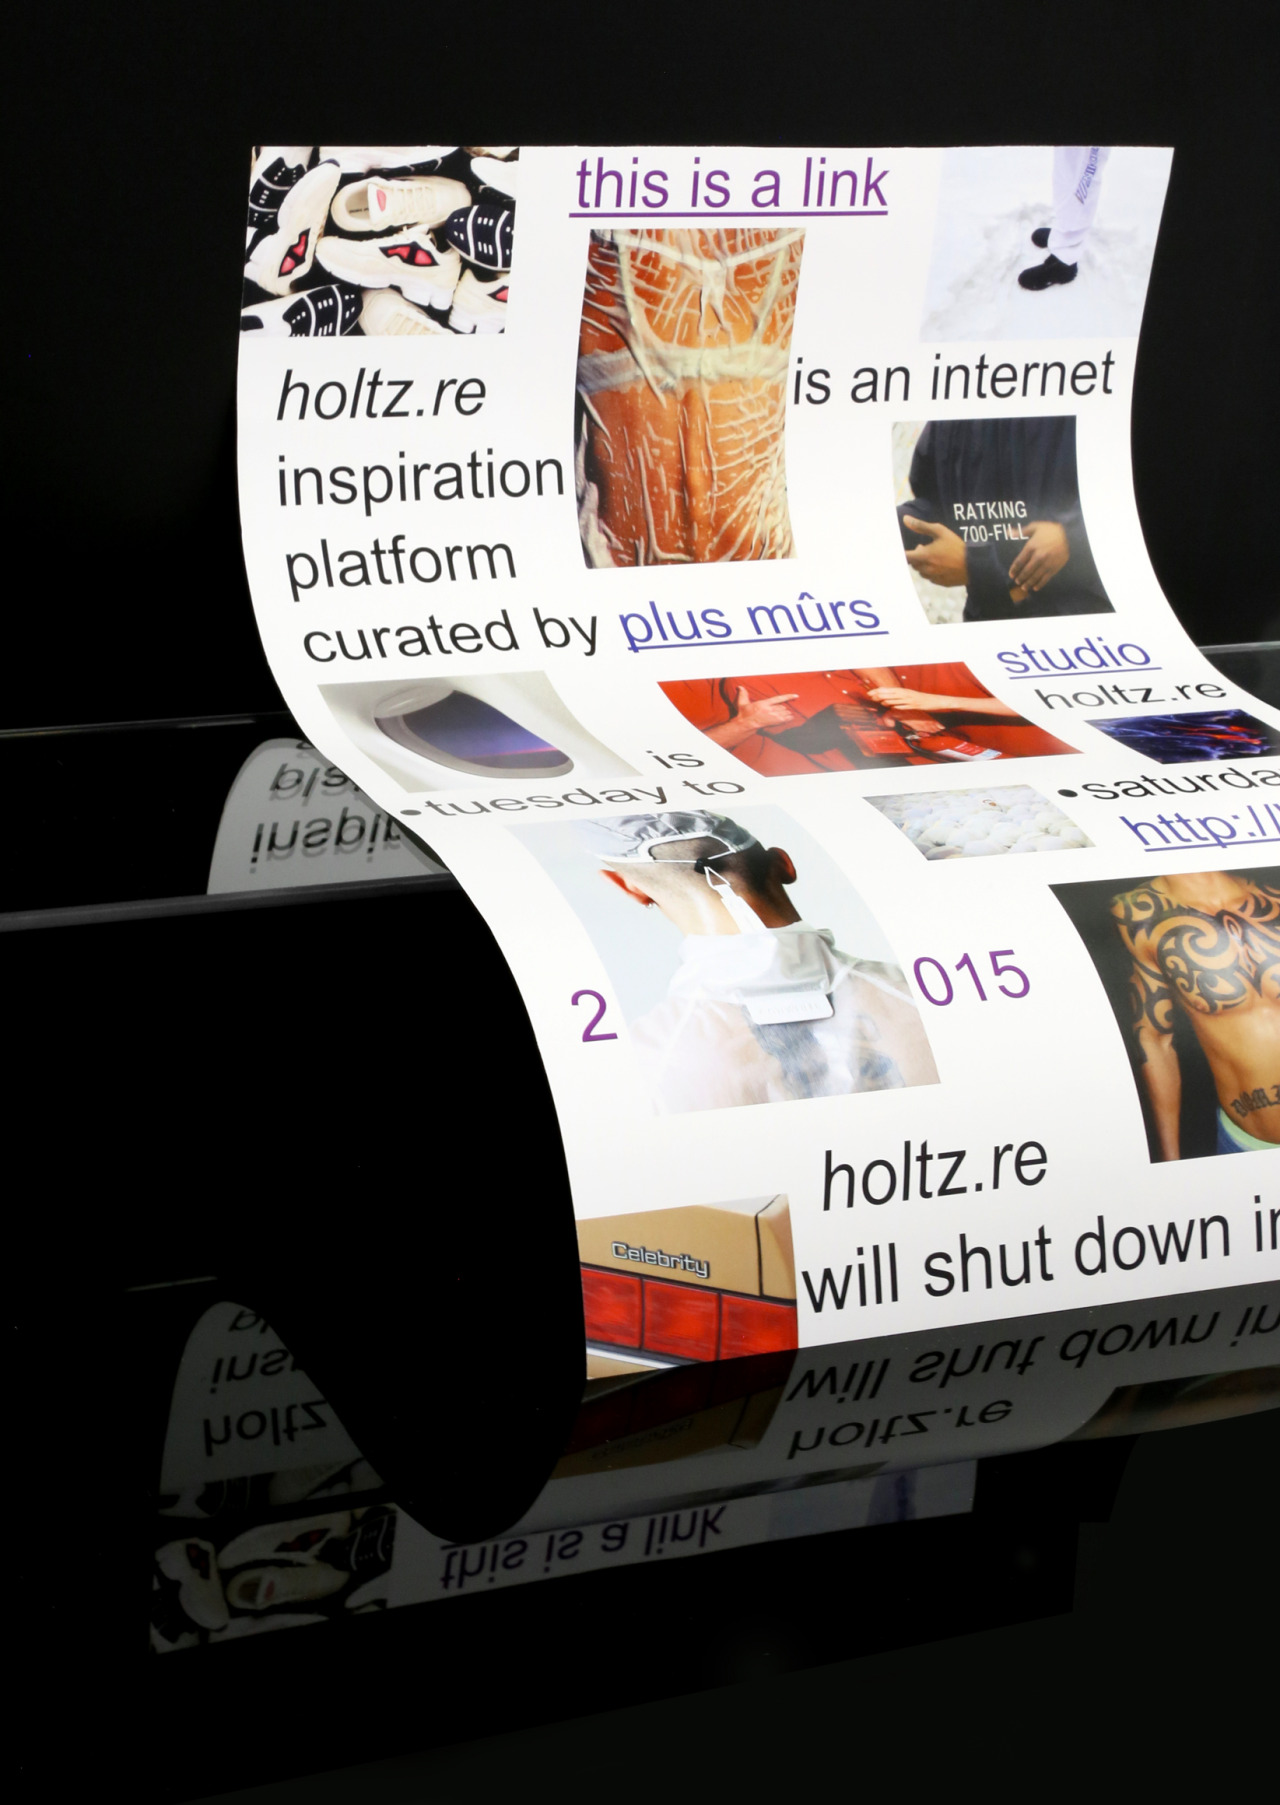 this is a link
holtz.re
is an internet
inspiration
platform
RATKING
700-FILL
curated by plus mûrs
studio
holtz.re
is
•tuesday to
•saturda
http://
2
015
holtz.re
will shut down in
Celebrity